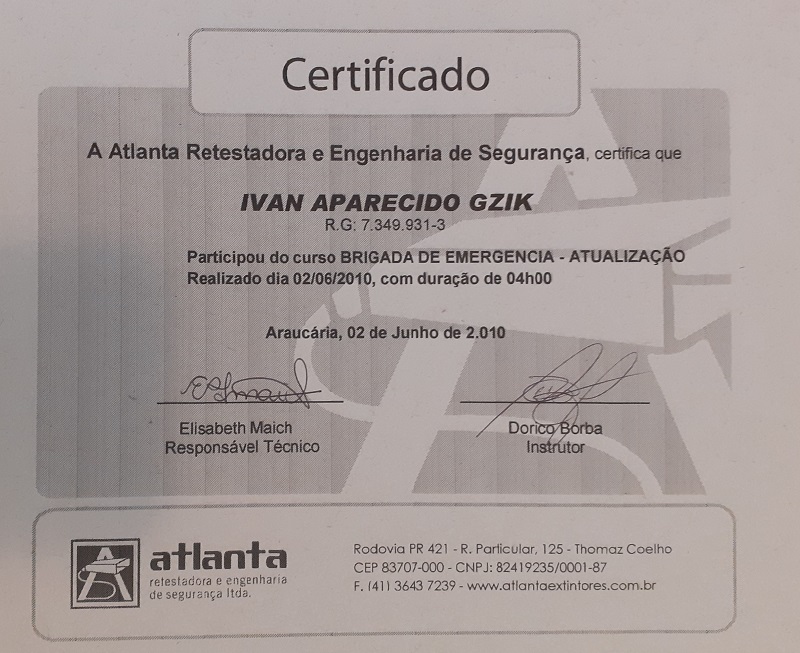 Certificado
A Atlanta Retestadora e Engenharia de Segurança, certifica que
IVAN APARECIDO GZIK
R.G: 7.349.931-3
Participou do curso BRIGADA DE EMERGENCIA - ATUALIZAÇÃO
Realizado dia 02/06/2010, com duração de 04h00
Araucária, 02 de Junho de 2.010
Elisabeth Maich
Responsável Técnico
Dorico Borba
Instrutor
atlanta
retestadora e engenharia
de segurança ltda.
Rodovia PR 421 - R. Particular, 125 - Thomaz Coelho
CEP 83707-000 - CNPJ: 82419235/0001-87
F. (41) 3643 7239 - www.atlantaextintores.com.br